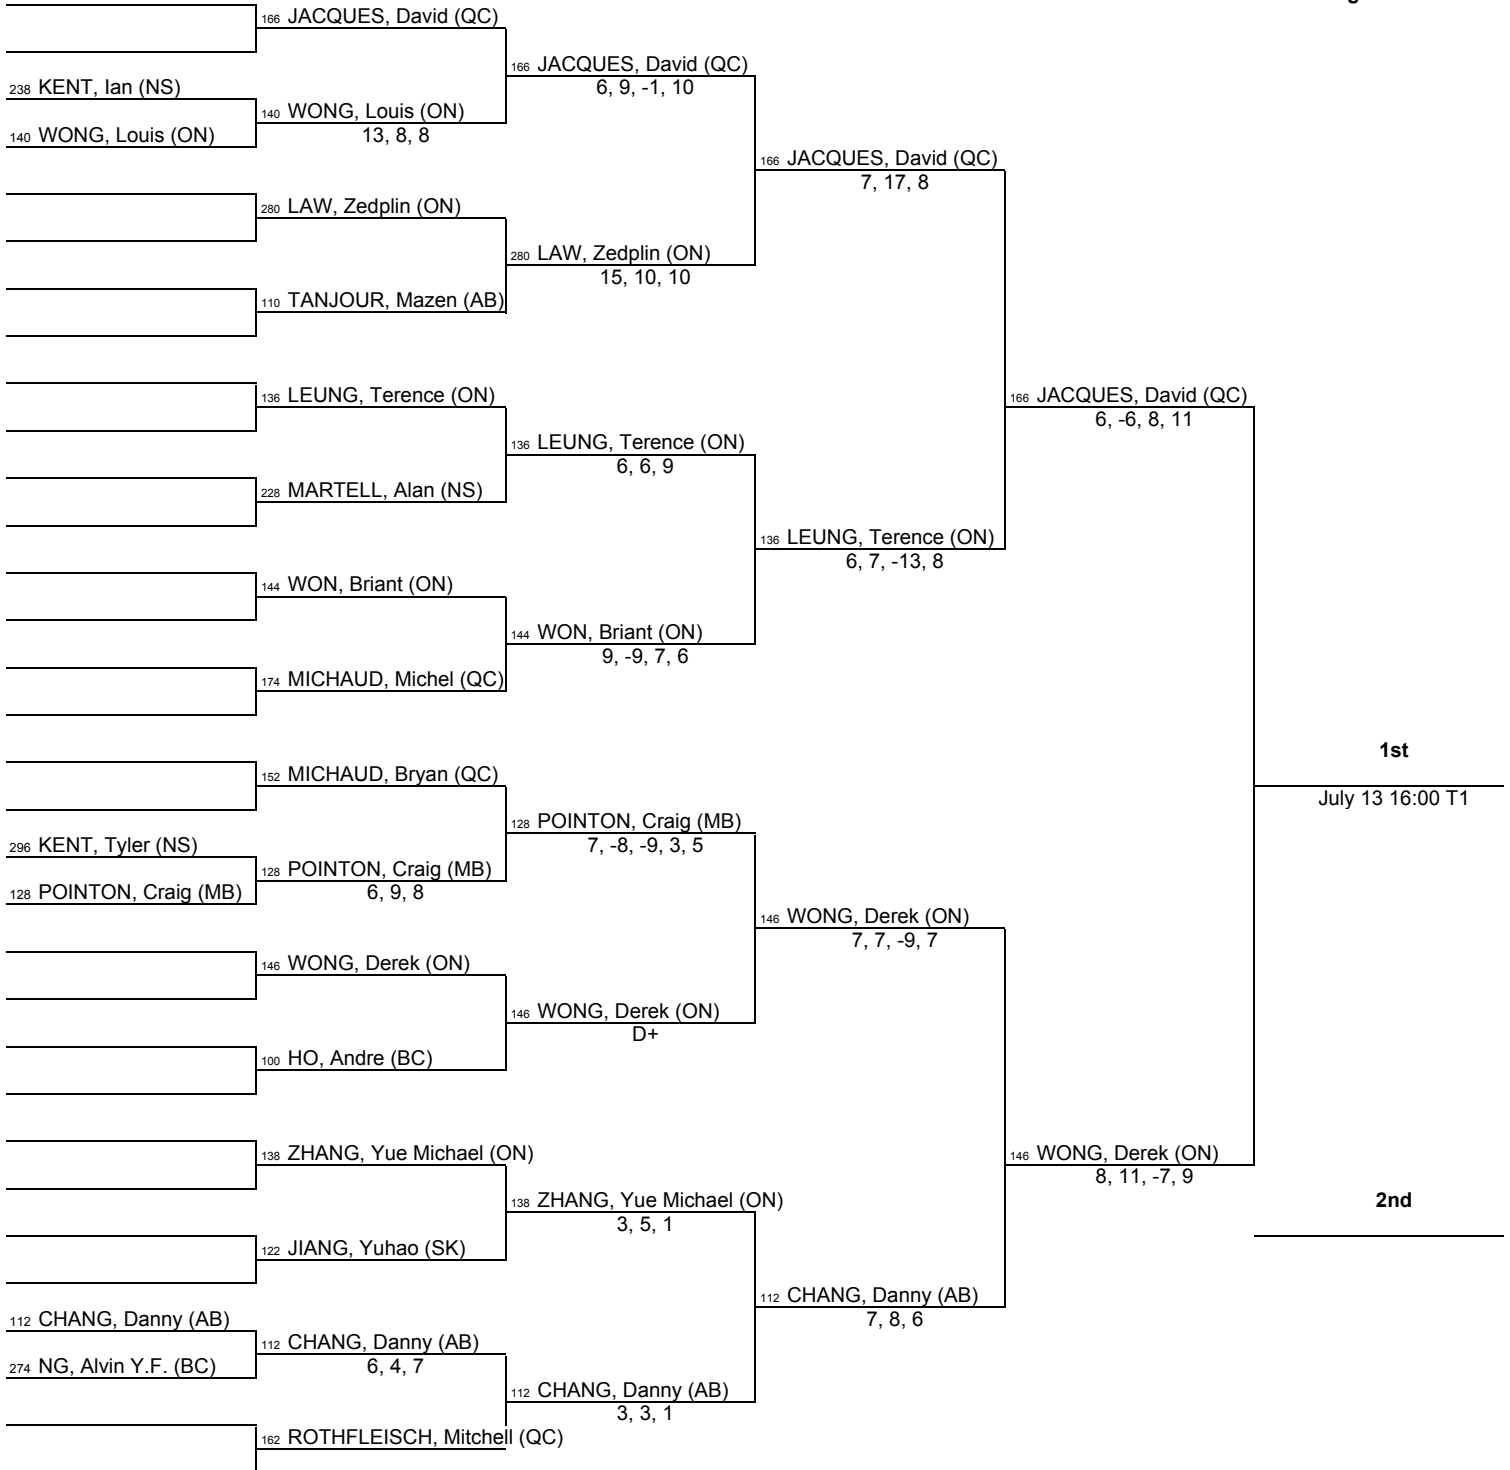 166 JACQUES, David (QC)
166 JACQUES, David (QC)
6, 9, -1, 10
238 KENT, Ian (NS)
140 WONG, Louis (ON)
13, 8, 8
140 WONG, Louis (ON)
166 JACQUES, David (QC)
7, 17, 8
280 LAW, Zedplin (ON)
280 LAW, Zedplin (ON)
15, 10, 10
110 TANJOUR, Mazen (AB)
136 LEUNG, Terence (ON)
166 JACQUES, David (QC)
6, -6, 8, 11
136 LEUNG, Terence (ON)
6, 6, 9
228 MARTELL, Alan (NS)
136 LEUNG, Terence (ON)
6, 7, -13, 8
144 WON, Briant (ON)
144 WON, Briant (ON)
9, -9, 7, 6
174 MICHAUD, Michel (QC)
1st
July 13 16:00 T1
152 MICHAUD, Bryan (QC)
128 POINTON, Craig (MB)
7, -8, -9, 3, 5
296 KENT, Tyler (NS)
128 POINTON, Craig (MB)
6, 9, 8
128 POINTON, Craig (MB)
146 WONG, Derek (ON)
7, 7, -9, 7
146 WONG, Derek (ON)
146 WONG, Derek (ON)
D+
100 HO, Andre (BC)
138 ZHANG, Yue Michael (ON)
146 WONG, Derek (ON)
8, 11, -7, 9
138 ZHANG, Yue Michael (ON)
3, 5, 1
2nd
122 JIANG, Yuhao (SK)
112 CHANG, Danny (AB)
7, 8, 6
112 CHANG, Danny (AB)
112 CHANG, Danny (AB)
6, 4, 7
274 NG, Alvin Y.F. (BC)
112 CHANG, Danny (AB)
3, 3, 1
162 ROTHFLEISCH, Mitchell (QC)